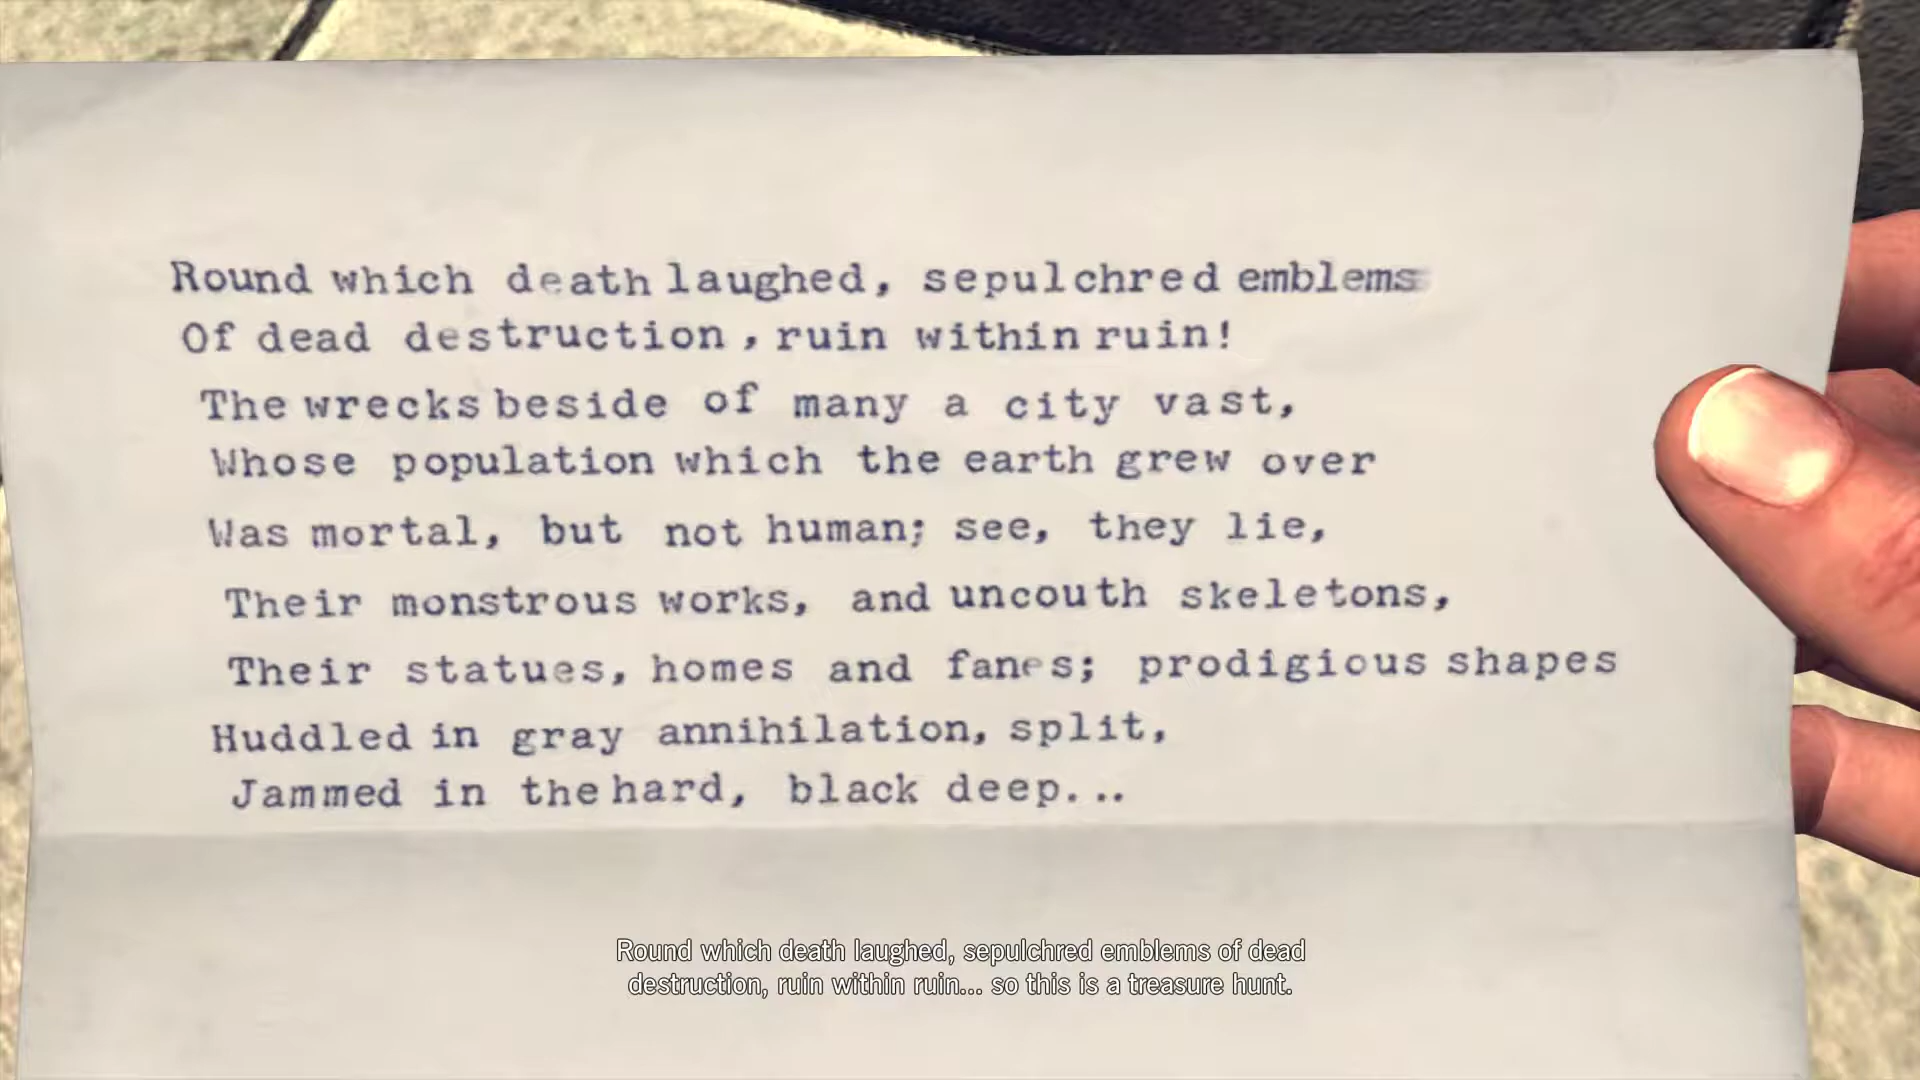 Round which death laughed, sepulchred emblems
Of dead destruction, ruin within ruin!
The wrecks beside of many a city vast,
Whose population which the earth grew over
Was mortal, but not human; see, they lie,
Their monstrous works, and uncouth skeletons,
Their statues, homes and fanes; prodigious shapes
Huddled in gray annihilation, split,
Jammed in the hard, black deep...
Round which death laughed, sepulchred emblems of dead
destruction, ruin within ruin... so this is a treasure hunt.